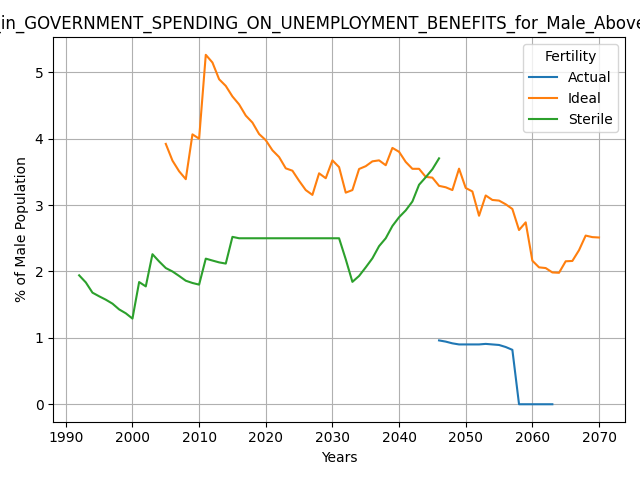 _in_GOVERNMENT_SPENDING_ON_UNEMPLOYMENT_BENEFITS_for_Male_Above
Fertility
Actual
Ideal
Sterile
% of Male Population
5
4
3
2
1
0
1990 2000 2010 2020 2030 2040 2050 2060 2070
Years